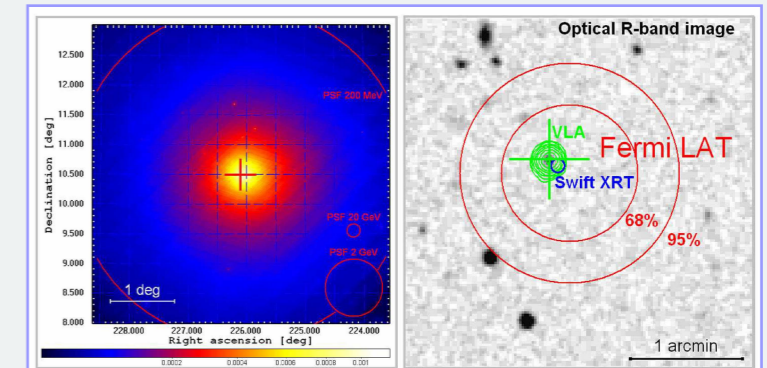 12.500
12.000
11.500
11.000
10.500
10.000
9.500
9.000
8.500
8.000
Declination [deg]
PSF 200 MeV
PSF 20 GeV
PSF 2 GeV
1 deg
228.000 227.000 226.000 225.000 224.000
Right ascension [deg]
0.0002 0.0004 0.0006 0.0008 0.001
Optical R-band image
VLA
Fermi LAT
Swift XRT
68%
95%
1 arcmin